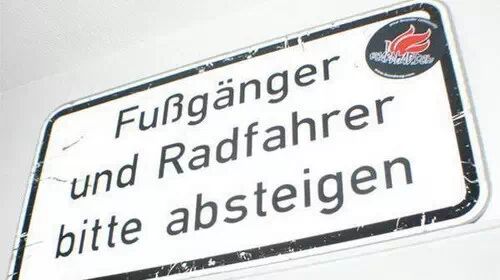 Fußgänger
und Radfahrer
bitte absteigen